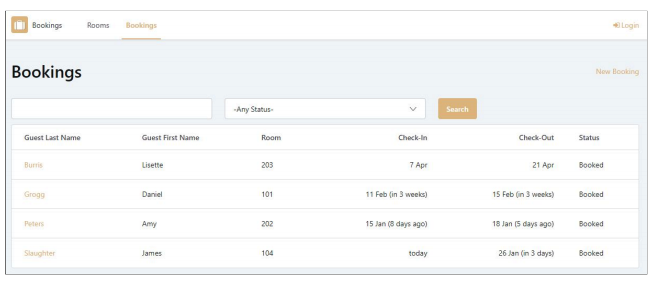 Bookings Rooms Bookings Login
Bookings New Booking
-Any Status- Search
Guest Last Name Guest First Name Room Check-In Check-Out Status
Burris Lisette 203 7 Apr 21 Apr Booked
Grogg Daniel 101 11 Feb (in 3 weeks) 15 Feb (in 3 weeks) Booked
Peters Amy 202 15 Jan (8 days ago) 18 Jan (5 days ago) Booked
Slaughter James 104 today 26 Jan (in 3 days) Booked